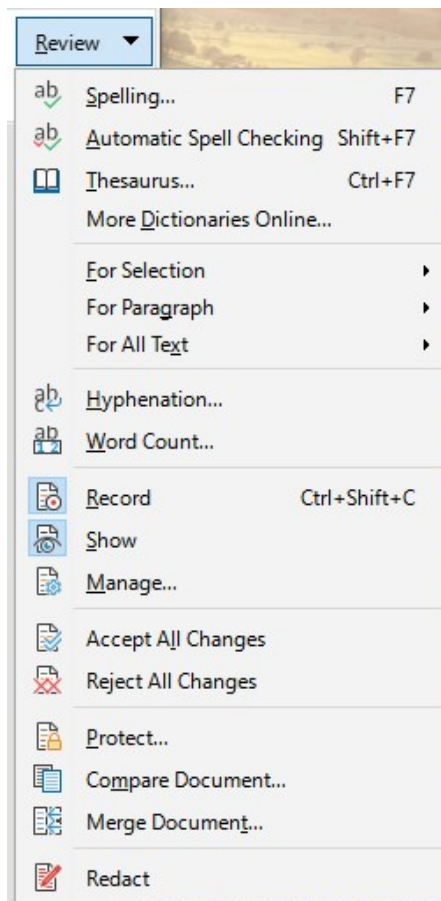 Review
Spelling... F7
Automatic Spell Checking Shift+F7
Thesaurus... Ctrl+F7
More Dictionaries Online...
For Selection
For Paragraph
For All Text
Hyphenation...
Word Count...
Record Ctrl+Shift+C
Show
Manage...
Accept All Changes
Reject All Changes
Protect...
Compare Document...
Merge Document...
Redact